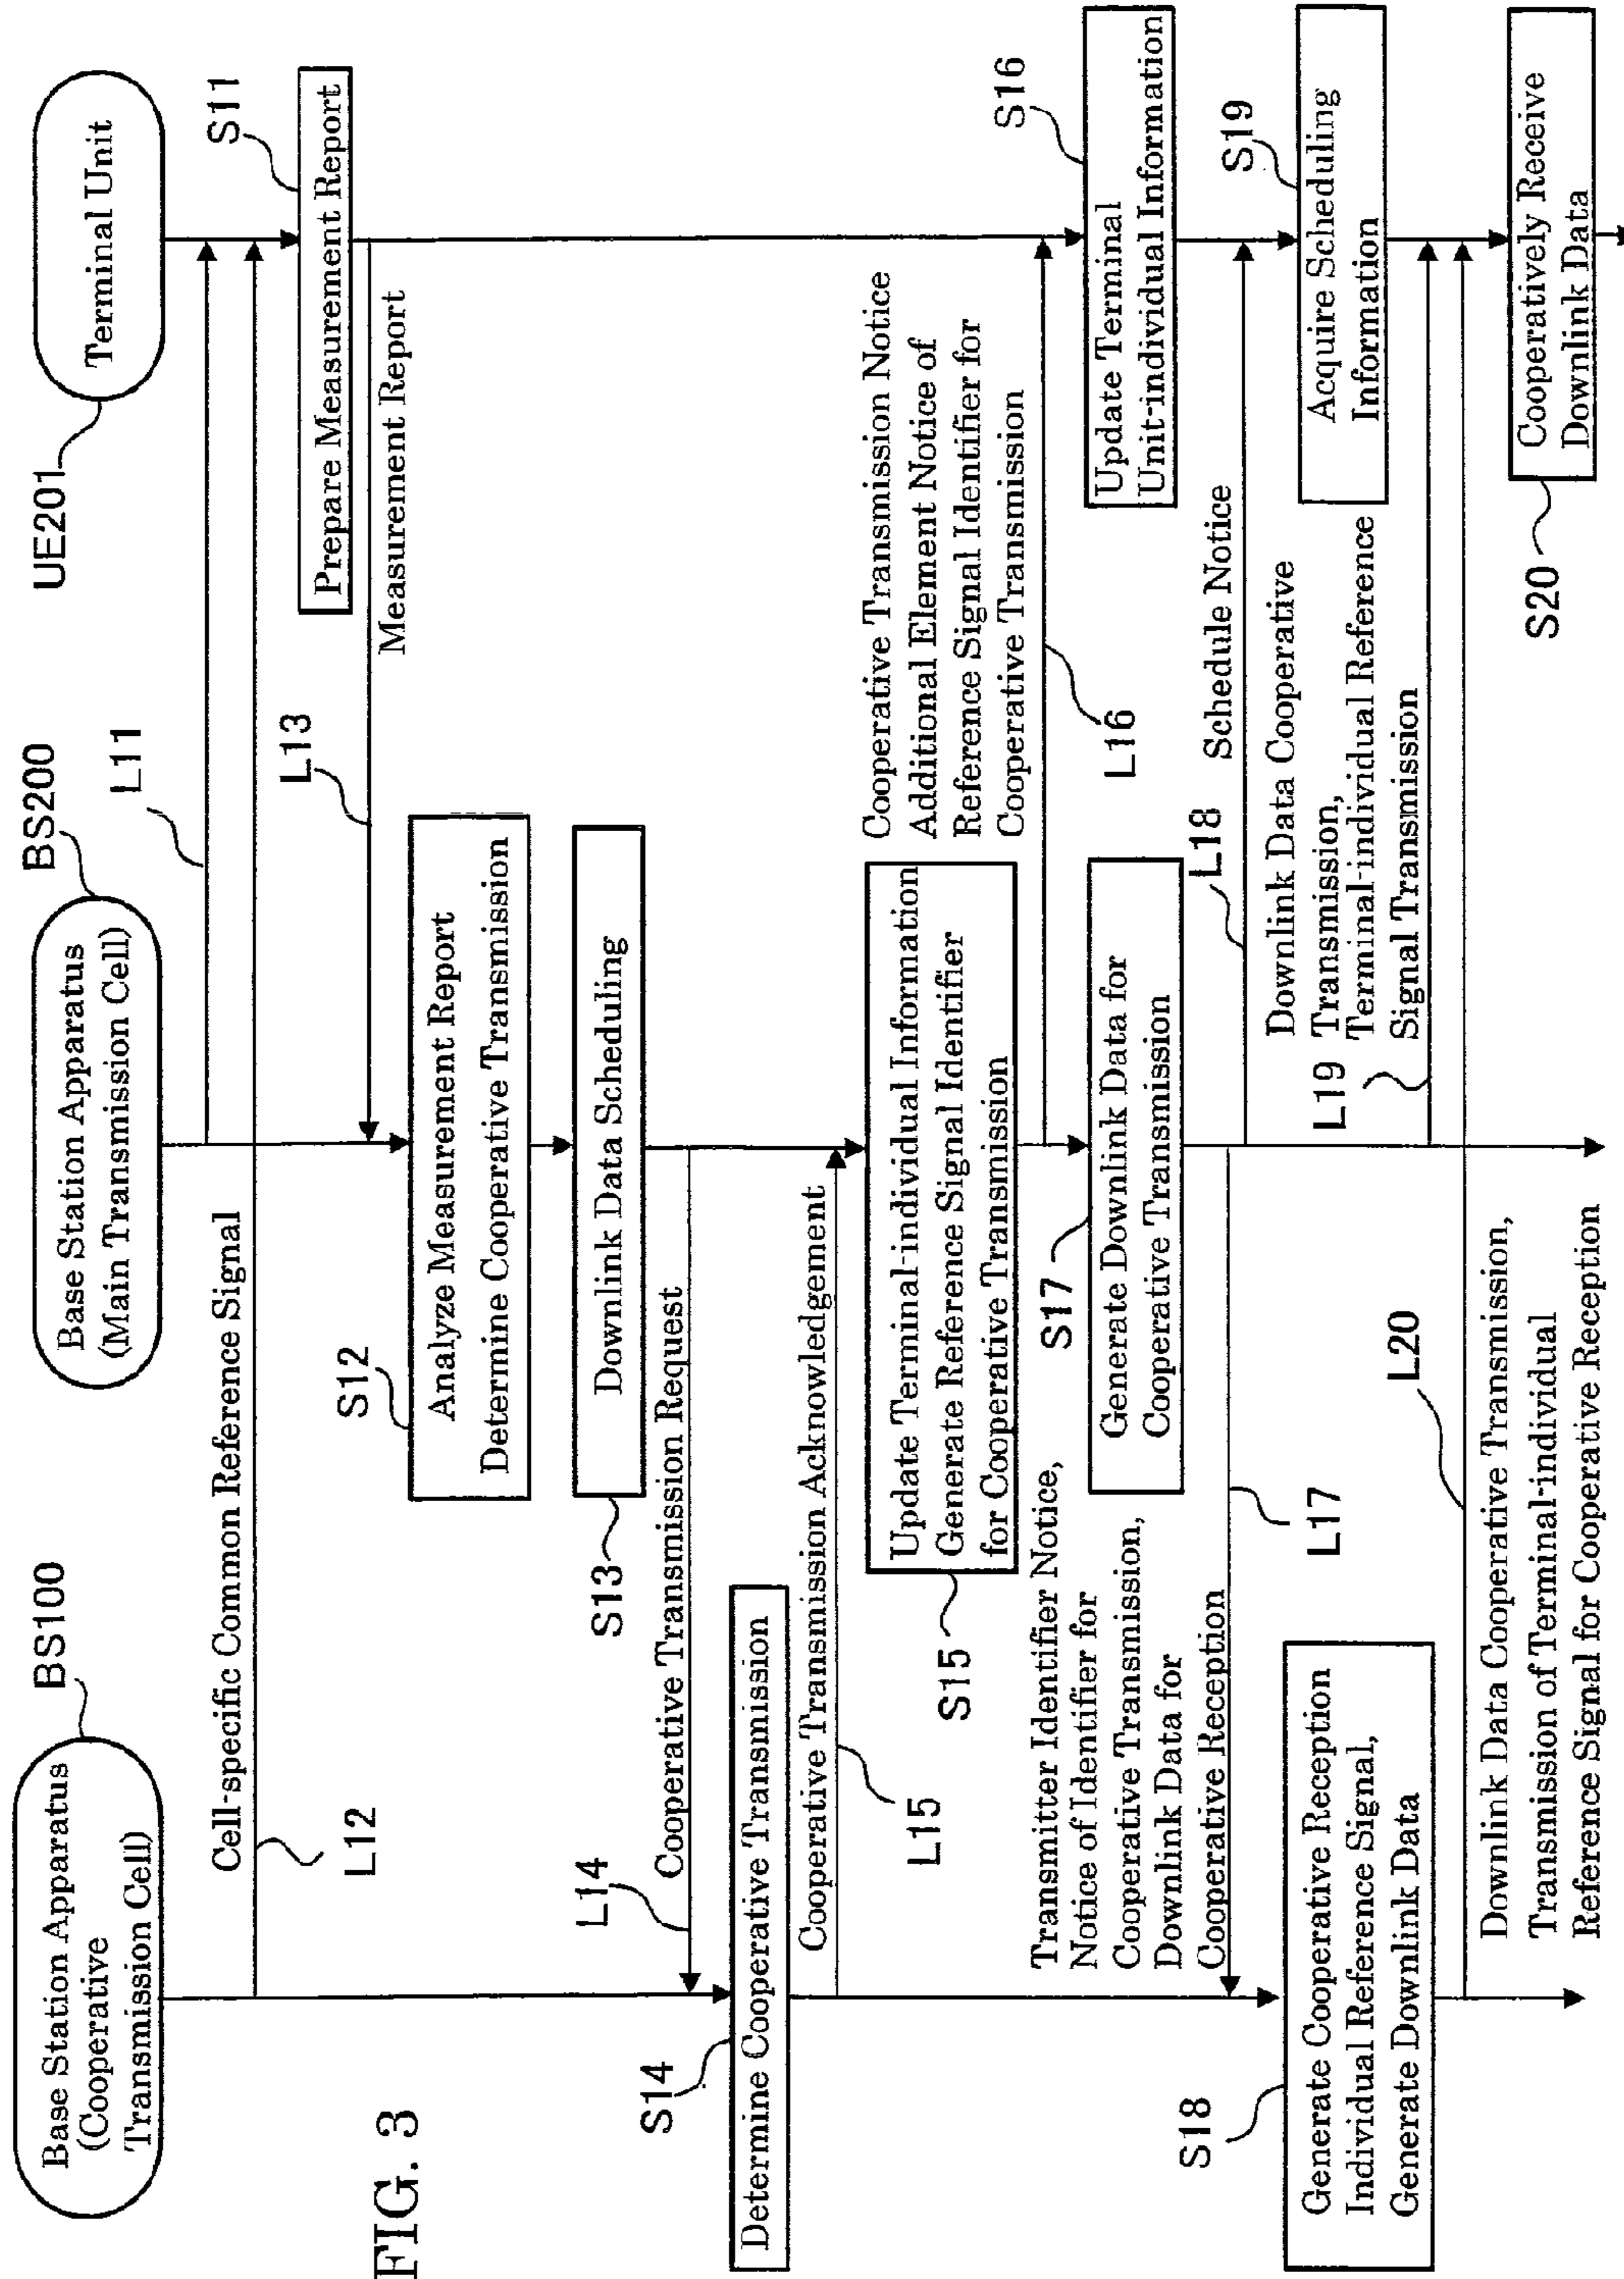 FIG. 3
Base Station Apparatus
(Cooperative
Transmission Cell)
BS100
Base Station Apparatus
(Main Transmission Cell)
BS200
Terminal Unit
UE201
L11
Cell-specific Common Reference Signal
L12
S11
Prepare Measurement Report
L13
Measurement Report
S12
Analyze Measurement Report
Determine Cooperative Transmission
S13
Downlink Data Scheduling
L14
Cooperative Transmission Request
S14
Determine Cooperative Transmission
Cooperative Transmission Acknowledgement
L15
S15
Update Terminal-individual Information
Generate Reference Signal Identifier
for Cooperative Transmission
Cooperative Transmission Notice
Additional Element Notice of
Reference Signal Identifier for
Cooperative Transmission
L16
S16
Update Terminal
Unit-individual Information
S17
Generate Downlink Data for
Cooperative Transmission
Transmitter Identifier Notice,
Notice of Identifier for
Cooperative Transmission,
Downlink Data for
Cooperative Reception
L17
L18
Schedule Notice
S18
Generate Cooperative Reception
Individual Reference Signal,
Generate Downlink Data
S19
Acquire Scheduling
Information
L19
Downlink Data Cooperative
Transmission,
Terminal-individual Reference
Signal Transmission
L20
Downlink Data Cooperative Transmission,
Transmission of Terminal-individual
Reference Signal for Cooperative Reception
S20
Cooperatively Receive
Downlink Data